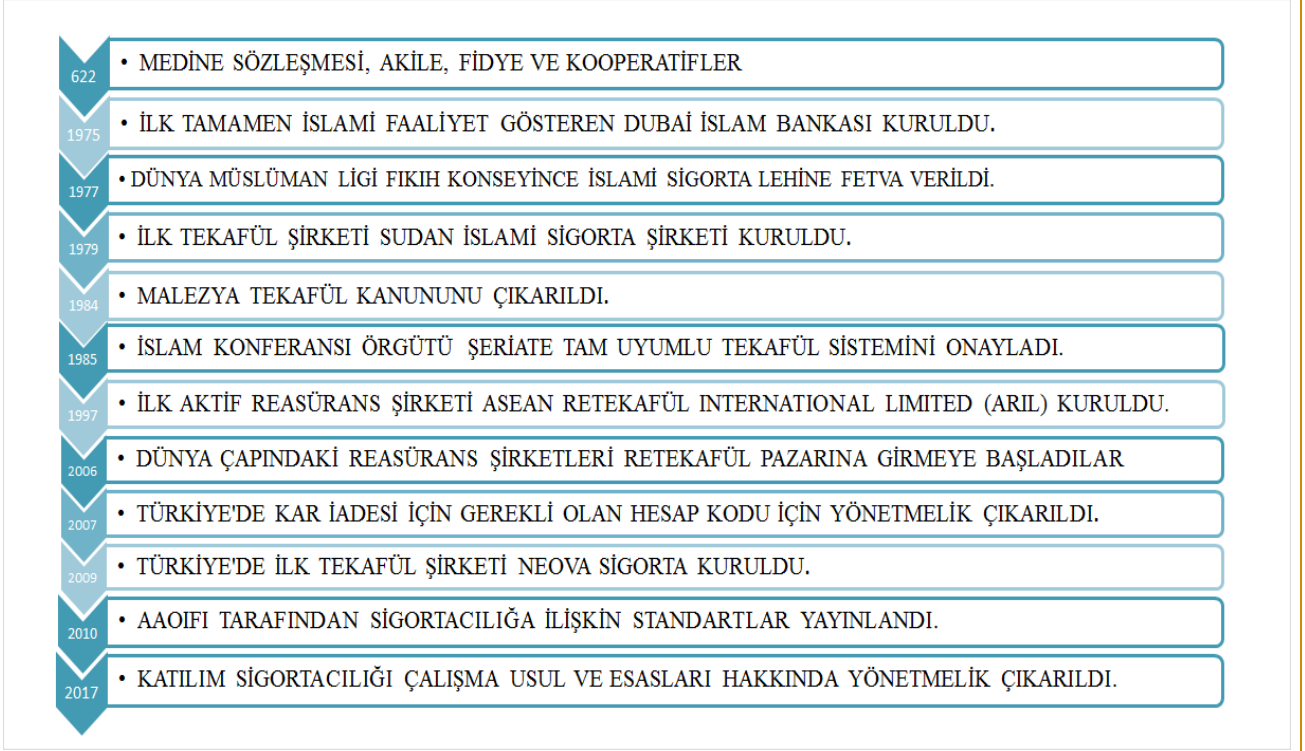 622
• MEDİNE SÖZLEŞMESİ, AKİLE, FİDYE VE KOOPERATİFLER
1975
• İLK TAMAMEN İSLAMİ FAALİYET GÖSTEREN DUBAİ İSLAM BANKASI KURULDU.
1977
• DÜNYA MÜSLÜMAN LİGİ FIKIH KONSEYİNCE İSLAMİ SİGORTA LEHİNE FETVA VERİLDİ.
1979
• İLK TEKAFÜL ŞİRKETİ SUDAN İSLAMİ SİGORTA ŞİRKETİ KURULDU.
1984
• MALEZYA TEKAFÜL KANUNUNU ÇIKARILDI.
1985
• İSLAM KONFERANSI ÖRGÜTÜ ŞERİATE TAM UYUMLU TEKAFÜL SİSTEMİNİ ONAYLADI.
1997
• İLK AKTİF REASÜRANS ŞİRKETİ ASEAN RETEKAFÜL INTERNATIONAL LIMITED (ARIL) KURULDU.
2006
• DÜNYA ÇAPINDAKİ REASÜRANS ŞİRKETLERİ RETEKAFÜL PAZARINA GİRMEYE BAŞLADILAR
2007
• TÜRKİYE'DE KAR İADESİ İÇİN GEREKLİ OLAN HESAP KODU İÇİN YÖNETMELİK ÇIKARILDI.
2009
• TÜRKİYE'DE İLK TEKAFÜL ŞİRKETİ NEOVA SİGORTA KURULDU.
2010
• AAOIFI TARAFINDAN SİGORTACILIĞA İLİŞKİN STANDARTLAR YAYINLANDI.
2017
• KATILIM SİGORTACILIĞI ÇALIŞMA USUL VE ESASLARI HAKKINDA YÖNETMELİK ÇIKARILDI.